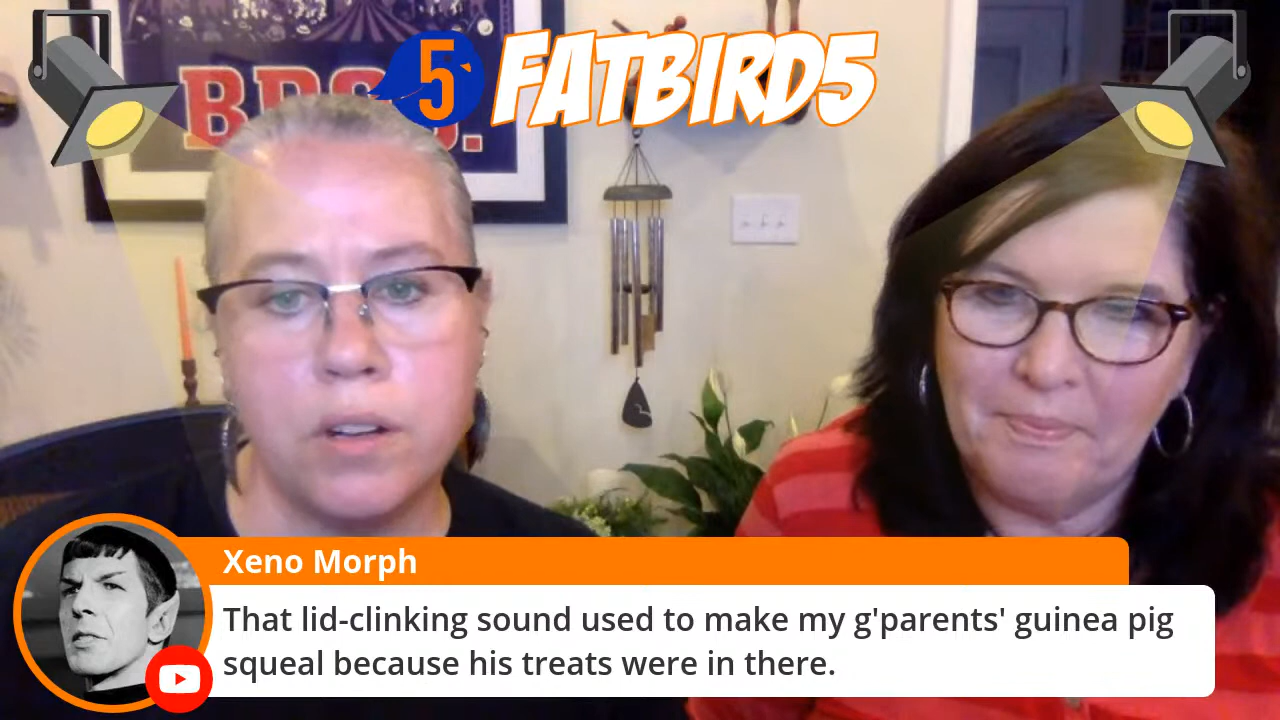 5 FATBIRD5
Xeno Morph
That lid-clinking sound used to make my g'parents' guinea pig
squeal because his treats were in there.